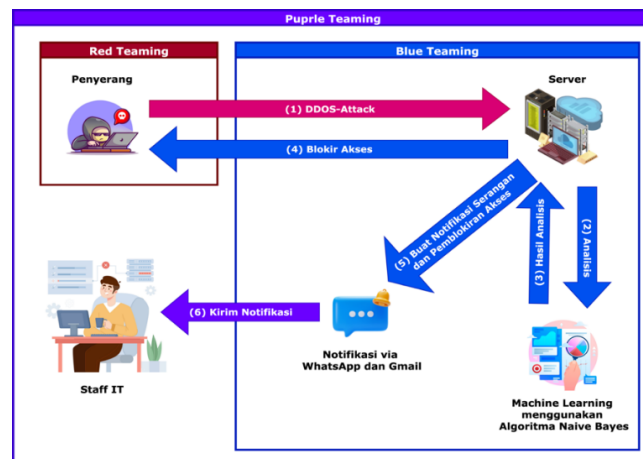 Puprle Teaming
Red Teaming
Blue Teaming
Penyerang
Server
(1) DDOS-Attack
(4) Blokir Akses
(5) Buat Notifikasi Serangan
dan Pemblokiran Akses
(3) Hasil Analisis
(2) Analisis
(6) Kirim Notifikasi
Staff IT
Notifikasi via
WhatsApp dan Gmail
Machine Learning
menggunakan
Algoritma Naive Bayes